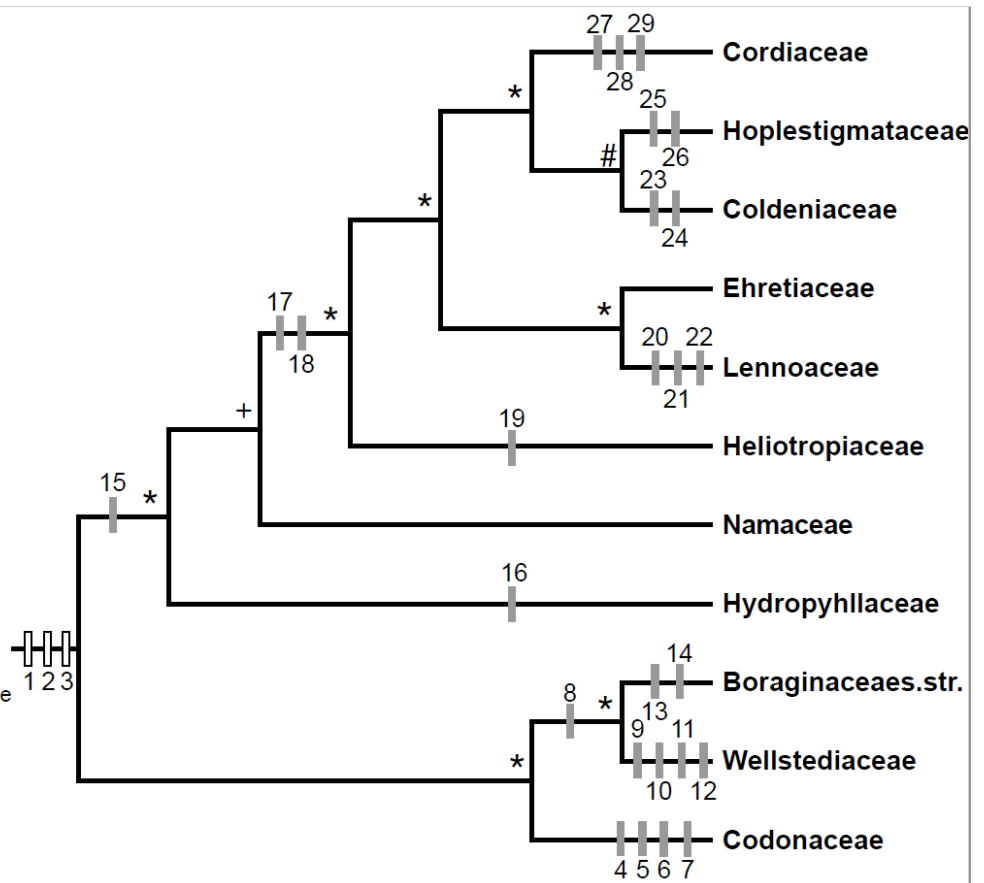 27 29
Cordiaceae
*
28
25
Hoplestigmataceae
#
26
23
Coldeniaceae
*
24
Ehretiaceae
17
*
*
20 22
18
Lennoaceae
21
+
19
Heliotropiaceae
15
*
Namaceae
16
Hydropyhllaceae
14
1 2 3
8
Boraginaceaes.str.
e
*
13
9 11
*
Wellstediaceae
10 12
Codonaceae
4 5 6 7